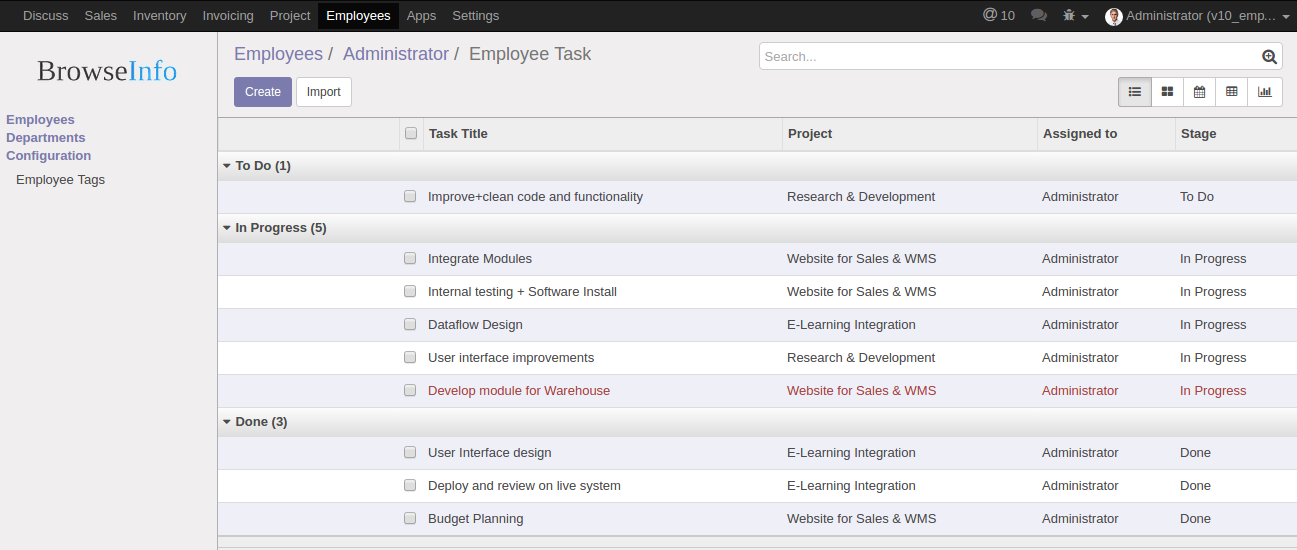 Discuss Sales Inventory Invoicing Project Employees Apps Settings @ 10 Administrator (v10_emp...
BrowseInfo
Employees / Administrator / Employee Task
Search...
Create Import
Employees
Departments
Configuration
Employee Tags
Task Title Project Assigned to Stage
To Do (1)
Improve+clean code and functionality Research & Development Administrator To Do
In Progress (5)
Integrate Modules Website for Sales & WMS Administrator In Progress
Internal testing + Software Install Website for Sales & WMS Administrator In Progress
Dataflow Design E-Learning Integration Administrator In Progress
User interface improvements Research & Development Administrator In Progress
Develop module for Warehouse Website for Sales & WMS Administrator In Progress
Done (3)
User Interface design E-Learning Integration Administrator Done
Deploy and review on live system E-Learning Integration Administrator Done
Budget Planning Website for Sales & WMS Administrator Done